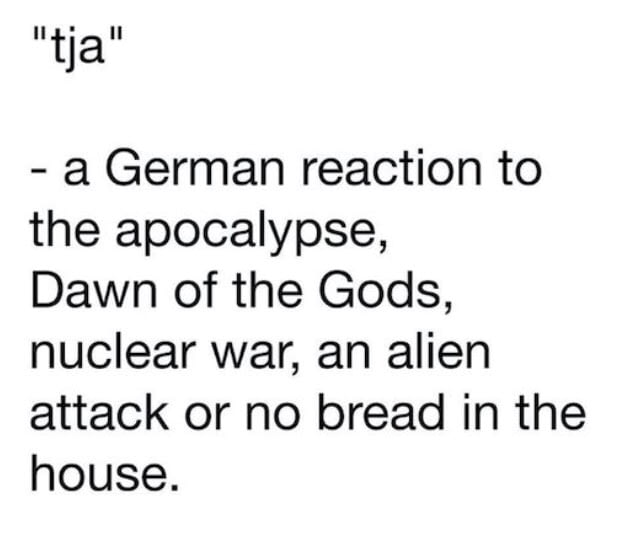 "tja"
- a German reaction to
the apocalypse,
Dawn of the Gods,
nuclear war, an alien
attack or no bread in the
house.